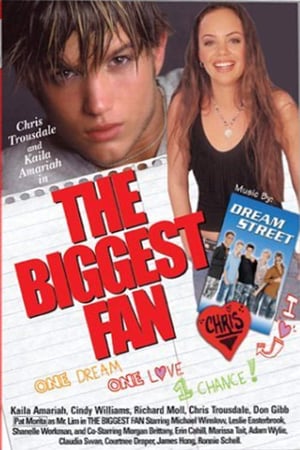 Chris
Trousdale
and
Kaila
Amariah
in
THE
BIGGEST
FAN
Music By:
DREAM
STREET
CHRIS
I
ONE DREAM ONE LOVE 1 CHANCE!
Kaila Amariah, Cindy Williams, Richard Moll, Chris Trousdale, Don Gibb
Pat Morita as Mr. Lim in THE BIGGEST FAN Starring Michael Winslow, Leslie Easterbrook,
Shanelle Workman, and Co-Starring Morgan Brittany, Erin Cahill, Marissa Tait, Adam Wylie,
Claudia Swan, Courtnee Draper, James Hong, Ronnie Schell.